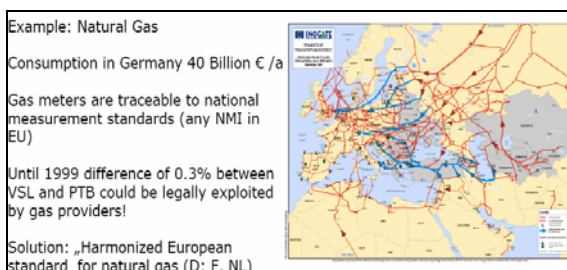 Example: Natural Gas
Consumption in Germany 40 Billion € /a
Gas meters are traceable to national
measurement standards (any NMI in
EU)
Until 1999 difference of 0.3% between
VSL and PTB could be legally exploited
by gas providers!
Solution: „Harmonized European
standard for natural gas (D; F, NL)
INOGATE